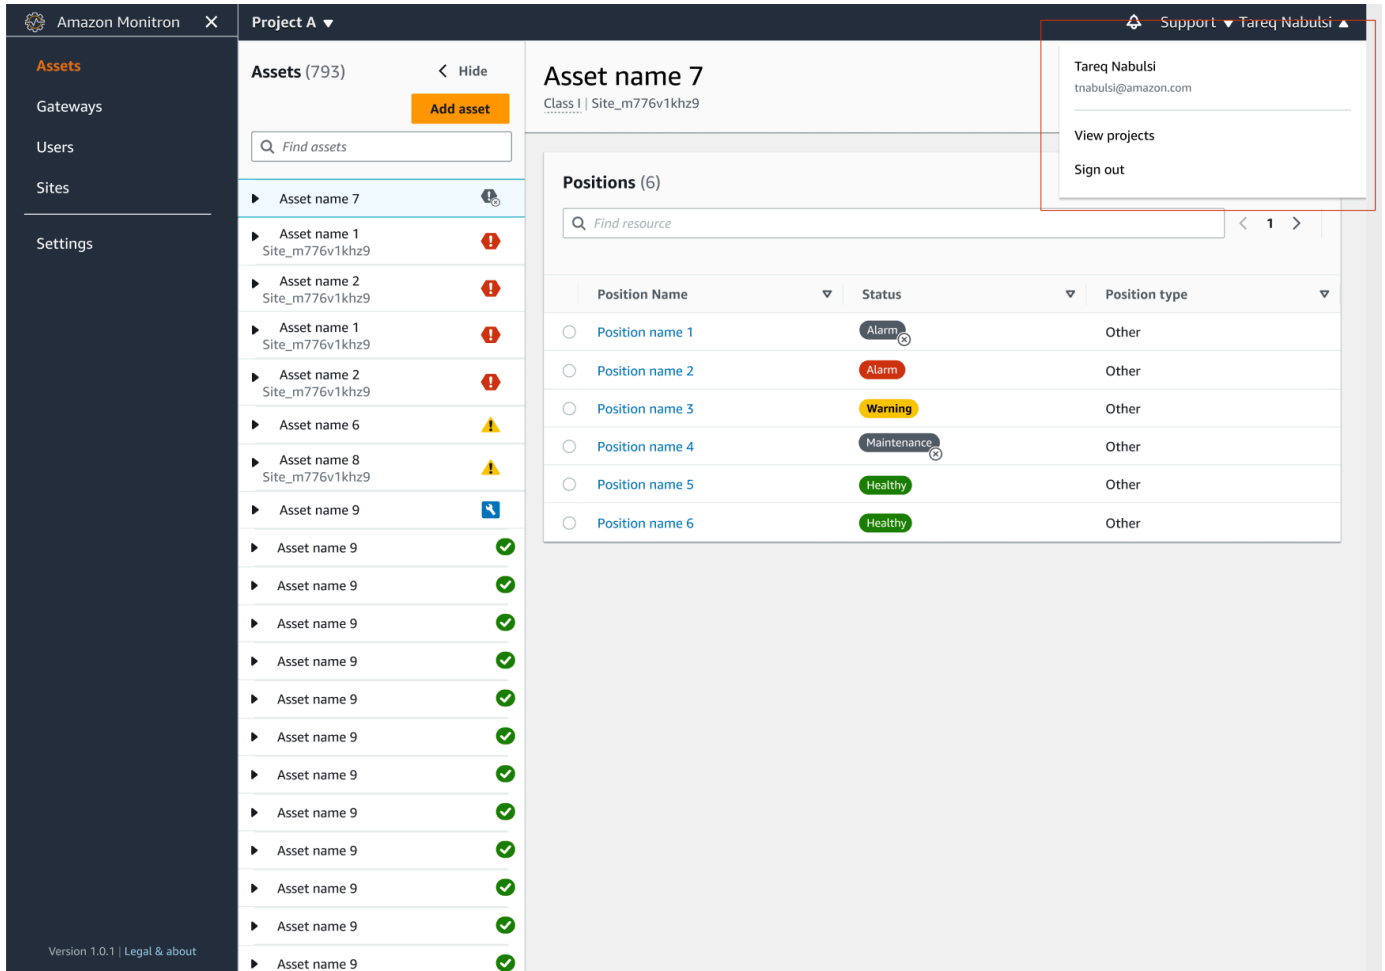 Amazon Monitron
Project A
Support
Tareq Nabulsi
Assets
Gateways
Users
Sites
Settings
Version 1.0.1 | Legal & about
Assets (793)
Hide
Add asset
Find assets
Asset name 7
Asset name 1
Site_m776v1khz9
Asset name 2
Site_m776v1khz9
Asset name 1
Site_m776v1khz9
Asset name 2
Site_m776v1khz9
Asset name 6
Asset name 8
Site_m776v1khz9
Asset name 9
Asset name 9
Asset name 9
Asset name 9
Asset name 9
Asset name 9
Asset name 9
Asset name 9
Asset name 9
Asset name 9
Asset name 9
Asset name 9
Asset name 9
Asset name 7
Class I | Site_m776v1khz9
Tareq Nabulsi
tnabulsi@amazon.com
View projects
Sign out
Positions (6)
Find resource
1
Position Name Status Position type
Position name 1 Alarm Other
Position name 2 Alarm Other
Position name 3 Warning Other
Position name 4 Maintenance Other
Position name 5 Healthy Other
Position name 6 Healthy Other